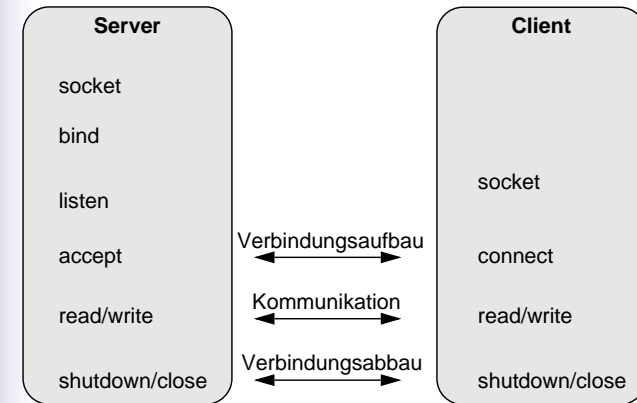 Server
Client
socket
bind
socket
listen
Verbindungsaufbau
accept
connect
Kommunikation
read/write
read/write
Verbindungsabbau
shutdown/close
shutdown/close